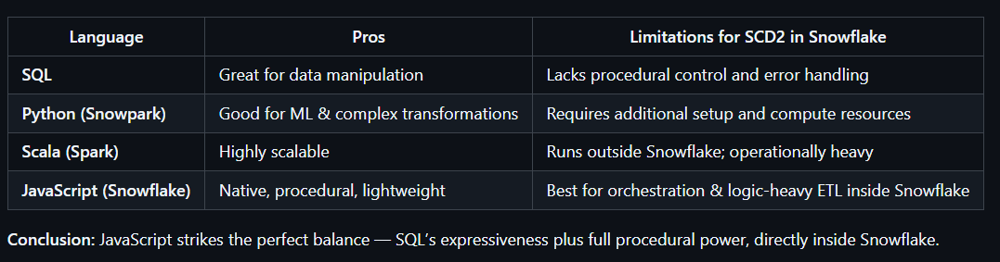 Language Pros Limitations for SCD2 in Snowflake
SQL Great for data manipulation Lacks procedural control and error handling
Python (Snowpark) Good for ML & complex transformations Requires additional setup and compute resources
Scala (Spark) Highly scalable Runs outside Snowflake; operationally heavy
JavaScript (Snowflake) Native, procedural, lightweight Best for orchestration & logic-heavy ETL inside Snowflake
Conclusion: JavaScript strikes the perfect balance — SQL’s expressiveness plus full procedural power, directly inside Snowflake.